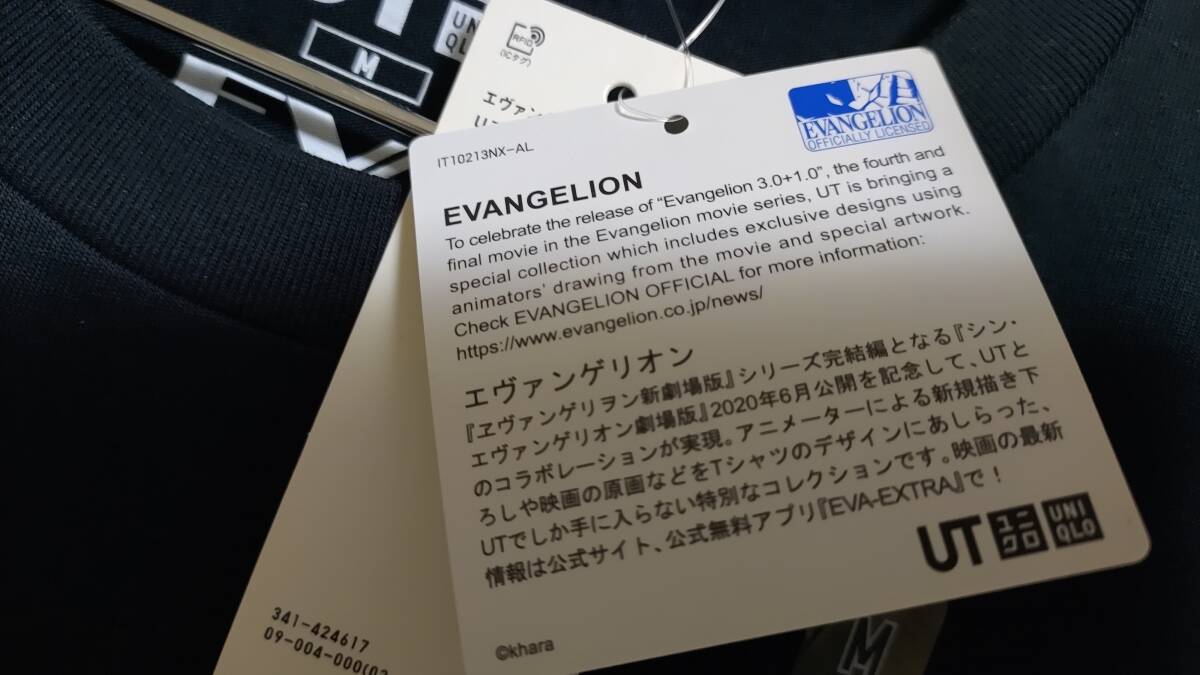 UNI
QLO
M
RFID
(ICタグ)
エヴァン
IT10213NX-AL
EVANGELION
OFFICIALLY LICENSED
EVANGELION
To celebrate the release of “Evangelion 3.0+1.0”, the fourth and
final movie in the Evangelion movie series, UT is bringing a
special collection which includes exclusive designs using
animators’ drawing from the movie and special artwork.
Check EVANGELION OFFICIAL for more information:
https://www.evangelion.co.jp/news/
エヴァンゲリオン
『ヱヴァンゲリヲン新劇場版』シリーズ完結編となる『シン・
エヴァンゲリオン劇場版』2020年6月公開を記念して、UTと
のコラボレーションが実現。アニメーターによる新規描き下
ろしや映画の原画などをTシャツのデザインにあしらった、
UTでしか手に入らない特別なコレクションです。映画の最新
情報は公式サイト、公式無料アプリ『EVA-EXTRA』で！
UT ユニクロ UNIQLO
©khara
341-424617
09-004-000(03
M